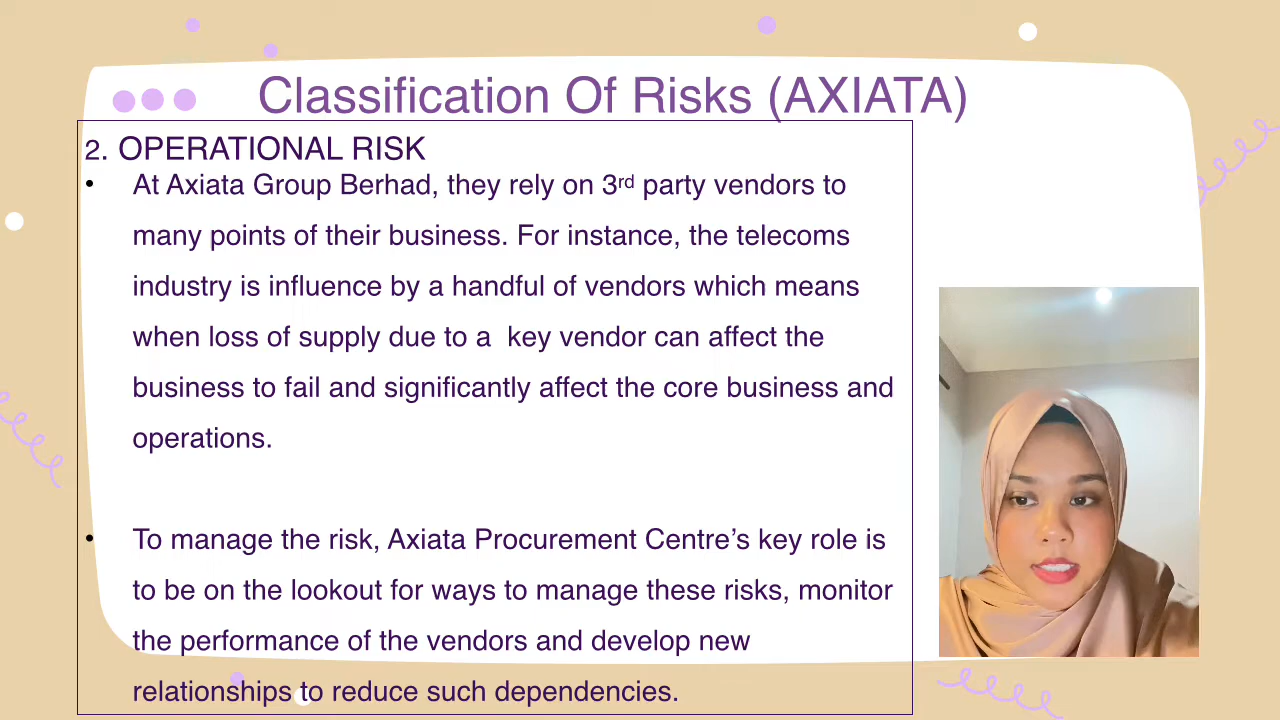 Classification Of Risks (AXIATA)
2. OPERATIONAL RISK
• At Axiata Group Berhad, they rely on 3rd party vendors to
many points of their business. For instance, the telecoms
industry is influence by a handful of vendors which means
when loss of supply due to a  key vendor can affect the
business to fail and significantly affect the core business and
operations.
• To manage the risk, Axiata Procurement Centre’s key role is
to be on the lookout for ways to manage these risks, monitor
the performance of the vendors and develop new
relationships to reduce such dependencies.